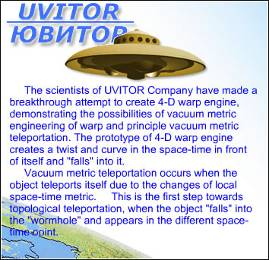 UVITOR
ЮВИТОР
The scientists of UVITOR Company have made a
breakthrough attempt to create 4-D warp engine,
demonstrating the possibilities of vacuum metric
engineering of warp and principle vacuum metric
teleportation. The prototype of 4-D warp engine
creates a twist and curve in the space-time in front
of itself and "falls" into it.
Vacuum metric teleportation occurs when the
object teleports itself due to the changes of local
space-time metric. This is the first step towards
topological teleportation, when the object "falls" into
the "wormhole" and appears in the different space-
time opint.